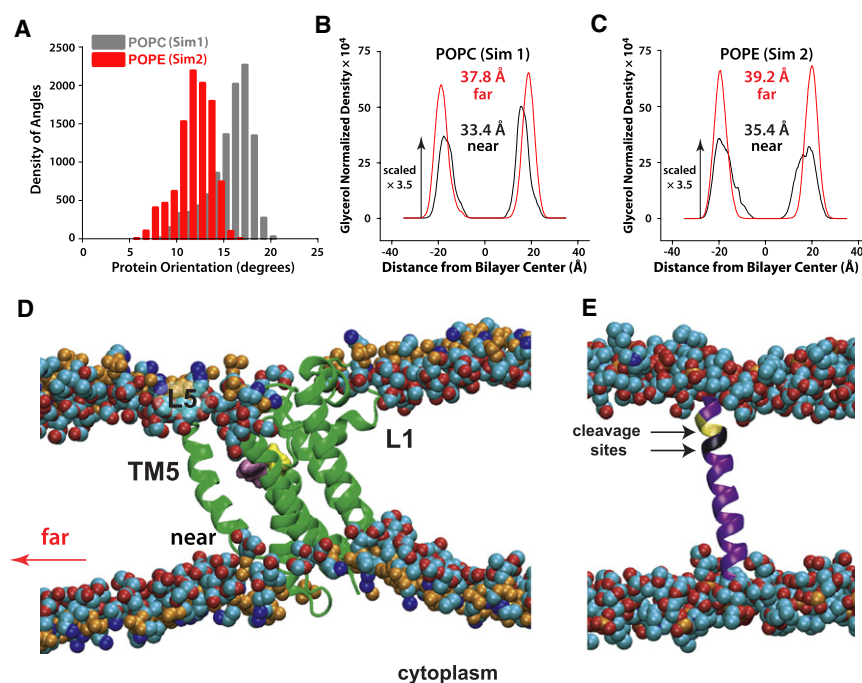 A
POPC (Sim1)
POPE (Sim2)
Density of Angles
2500
2000
1500
1000
500
0
0 5 10 15 20 25
Protein Orientation (degrees)
B
POPC (Sim 1)
Glycerol Normalized Density × 10⁴
75
50
25
0
37.8 Å
far
33.4 Å
near
scaled
× 3.5
-40 -20 0 20 40
Distance from Bilayer Center (Å)
C
POPE (Sim 2)
Glycerol Normalized Density × 10⁴
75
50
25
0
39.2 Å
far
35.4 Å
near
scaled
× 3.5
-40 -20 0 20 40
Distance from Bilayer Center (Å)
D
L5
L1
TM5
near
far
cytoplasm
E
cleavage
sites